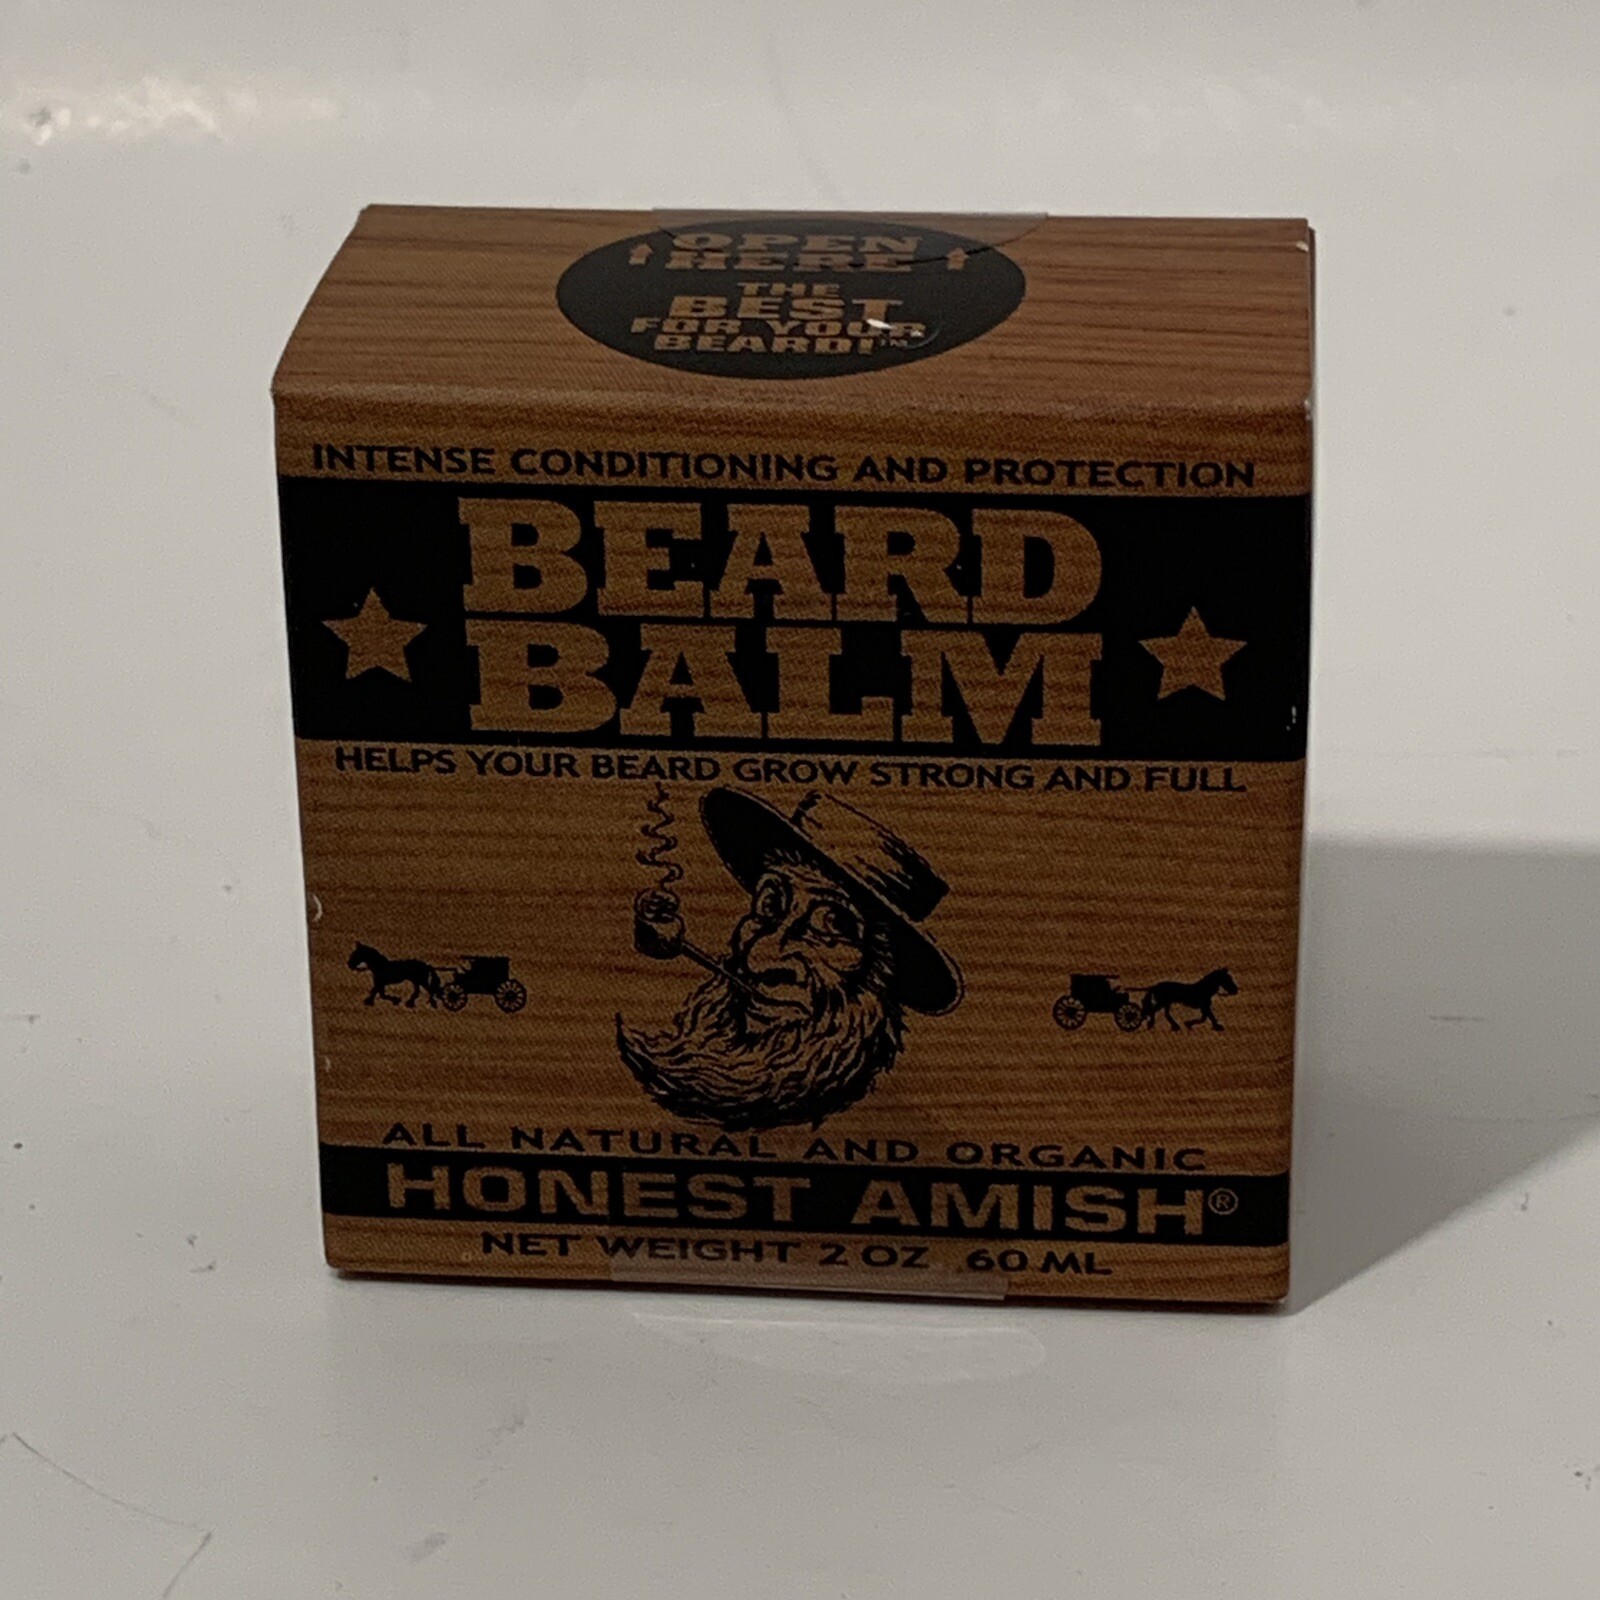 OPEN
HERE
THE
BEST
FOR YOUR
BEARD!™
INTENSE CONDITIONING AND PROTECTION
BEARD
BALM
HELPS YOUR BEARD GROW STRONG AND FULL
ALL NATURAL AND ORGANIC
HONEST AMISH®
NET WEIGHT 2 OZ 60 ML